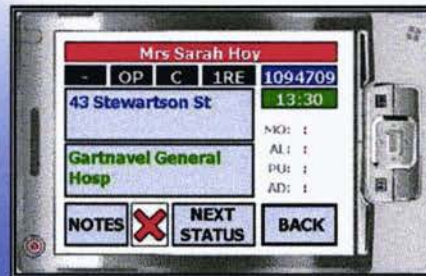 Mrs Sarah Hoy
- OP C 1RE 1094709
43 Stewartson St
13:30
MO: :
AL: :
PU: :
AD: :
Gartnavel General
Hosp
NOTES
NEXT
STATUS
BACK